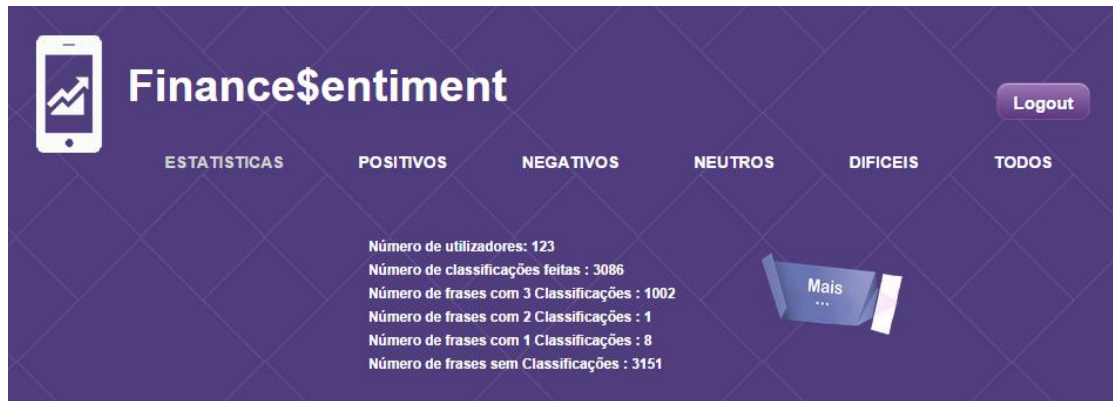 Finance$entiment
Logout
ESTATISTICAS POSITIVOS NEGATIVOS NEUTROS DIFICEIS TODOS
Número de utilizadores: 123
Número de classificações feitas : 3086
Número de frases com 3 Classificações : 1002
Número de frases com 2 Classificações : 1
Número de frases com 1 Classificações : 8
Número de frases sem Classificações : 3151
Mais
...